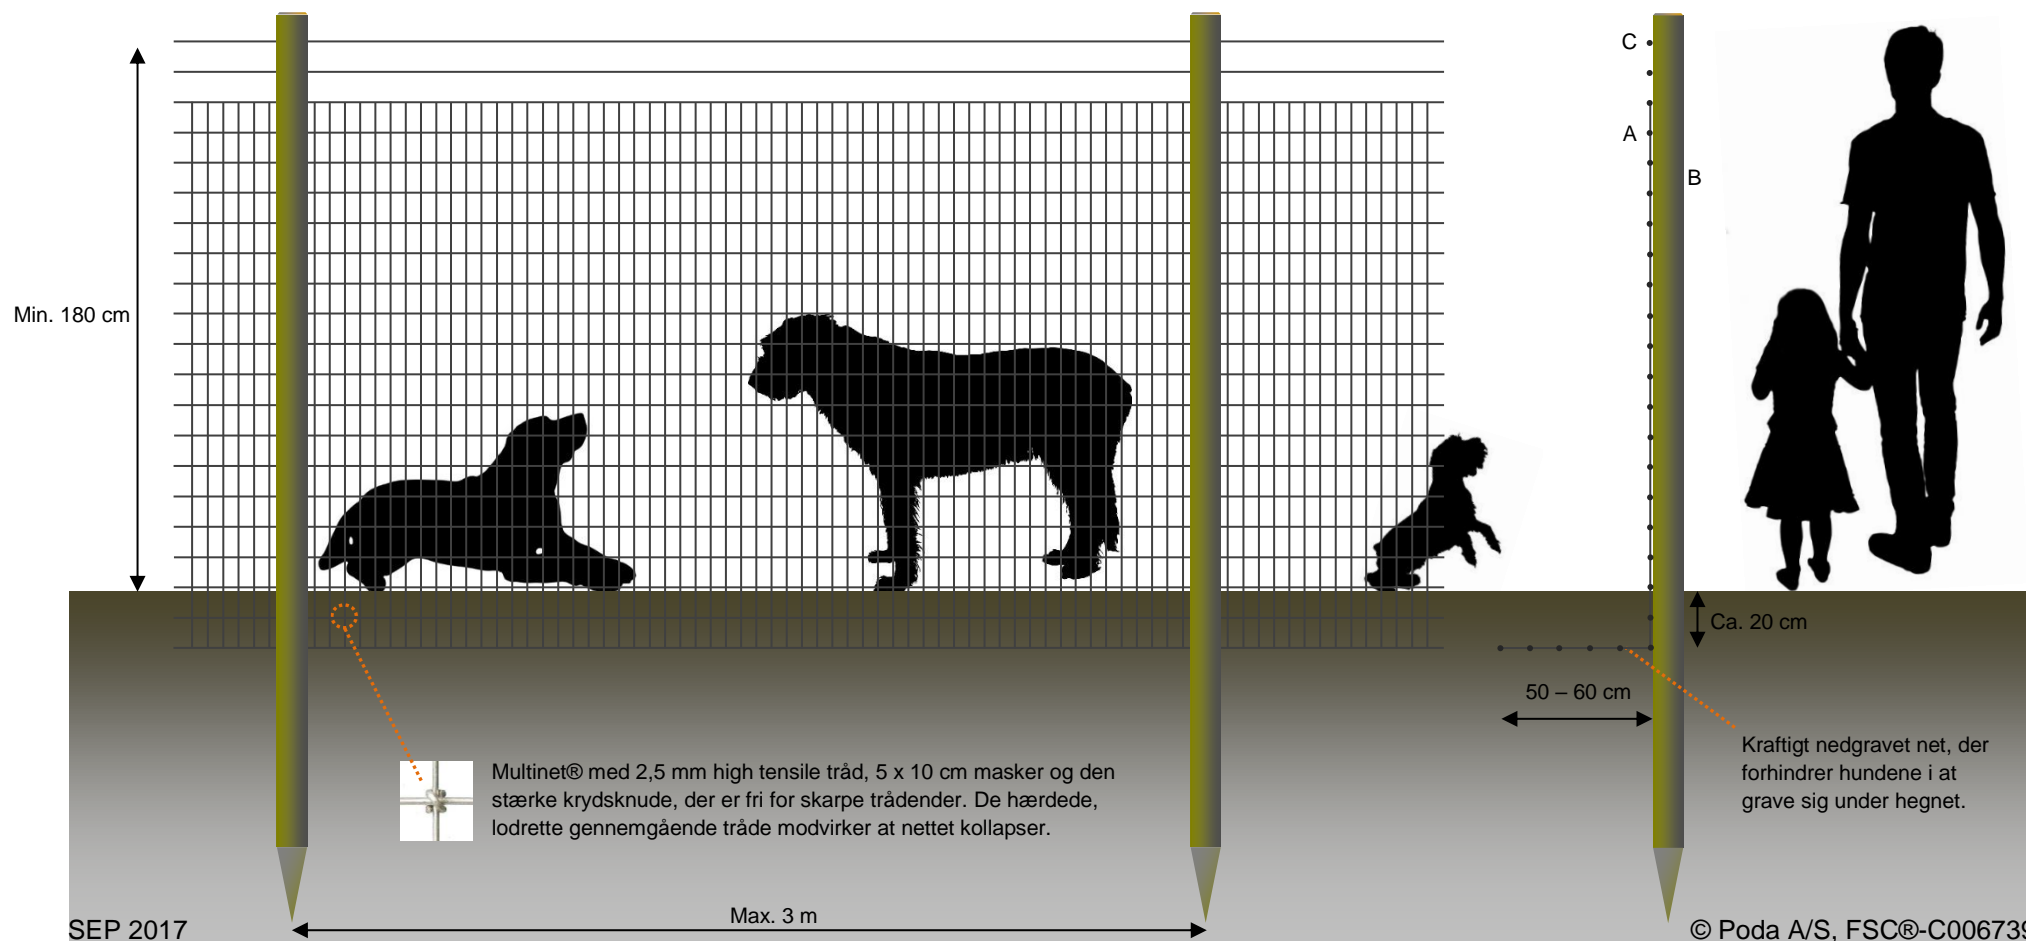 C
A
B
Min. 180 cm
Ca. 20 cm
50 – 60 cm
Kraftigt nedgravet net, der
forhindrer hundene i at
grave sig under hegnet.
Multinet® med 2,5 mm high tensile tråd, 5 x 10 cm masker og den
stærke krydsknude, der er fri for skarpe trådender. De hærdede,
lodrette gennemgående tråde modvirker at nettet kollapser.
Max. 3 m
SEP 2017
© Poda A/S, FSC®-C006739